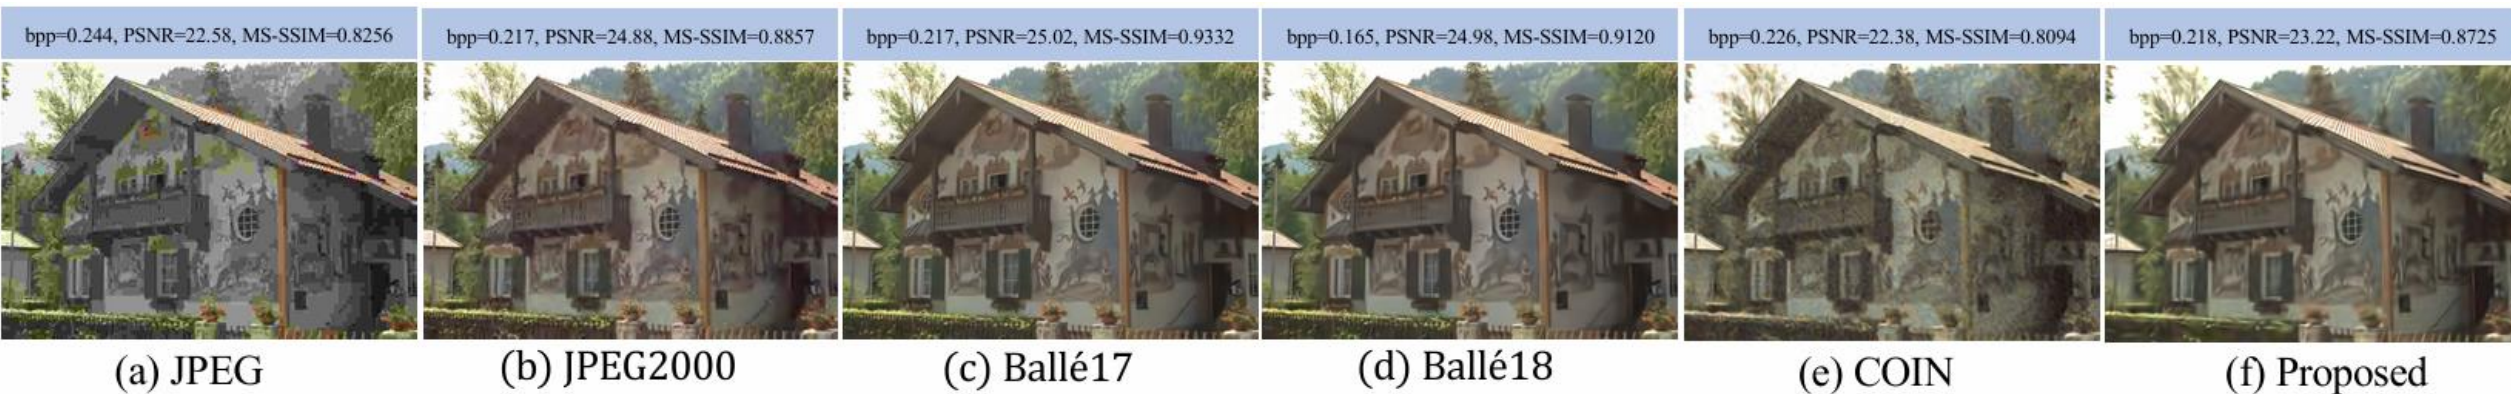 bpp=0.244, PSNR=22.58, MS-SSIM=0.8256
bpp=0.217, PSNR=24.88, MS-SSIM=0.8857
bpp=0.217, PSNR=25.02, MS-SSIM=0.9332
bpp=0.165, PSNR=24.98, MS-SSIM=0.9120
bpp=0.226, PSNR=22.38, MS-SSIM=0.8094
bpp=0.218, PSNR=23.22, MS-SSIM=0.8725
(a) JPEG
(b) JPEG2000
(c) Ballé17
(d) Ballé18
(e) COIN
(f) Proposed